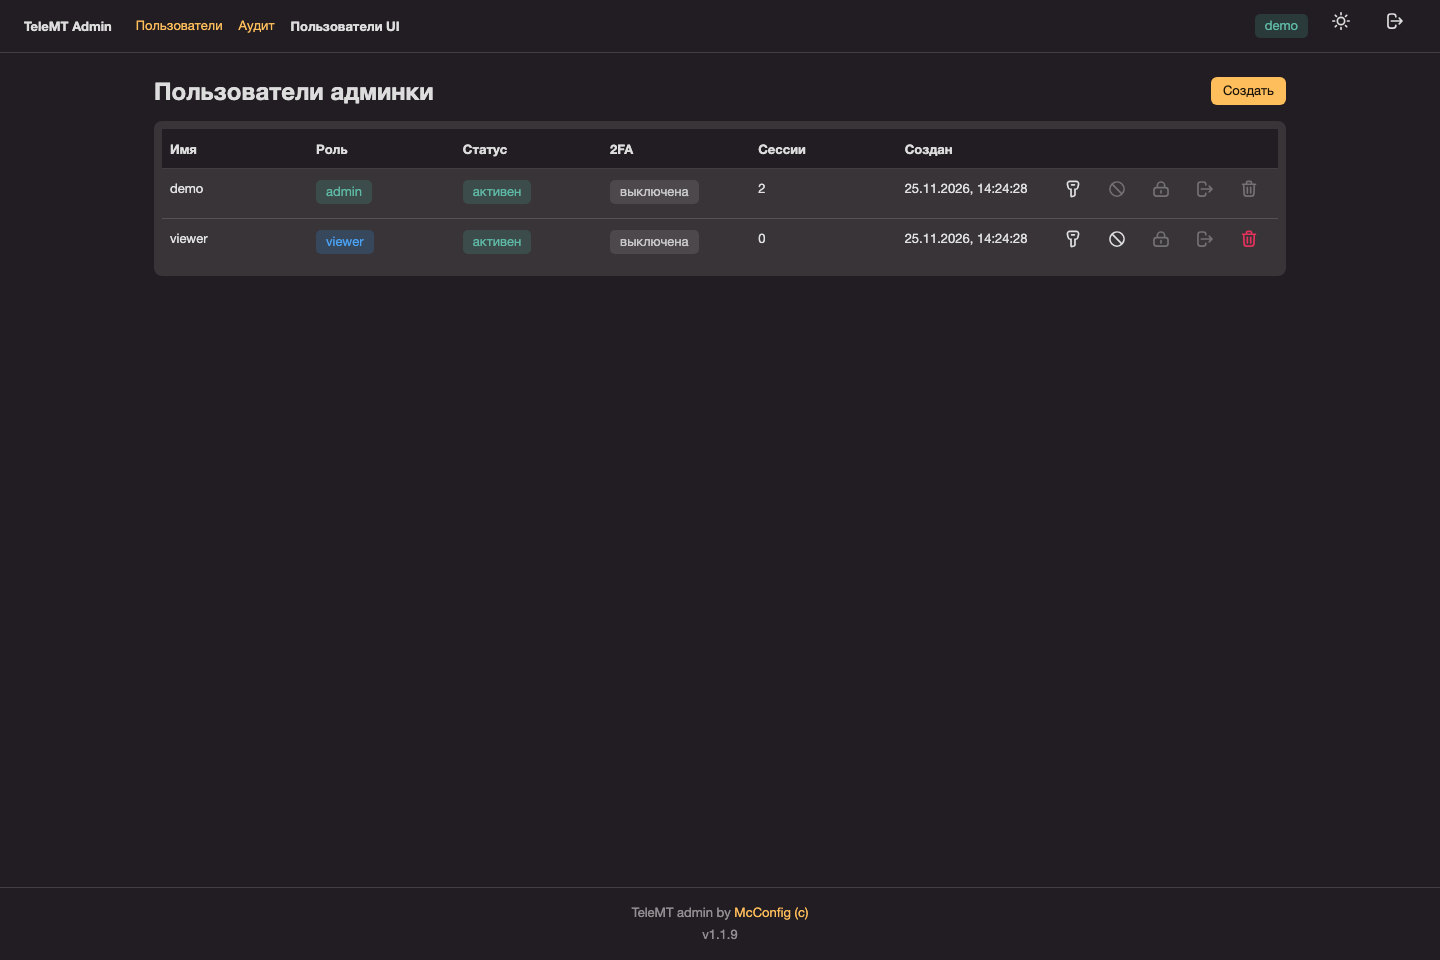 TeleMT Admin Пользователи Аудит Пользователи UI demo
Пользователи админки Создать
Имя Роль Статус 2FA Сессии Создан
demo admin активен выключена 2 25.11.2026, 14:24:28
viewer viewer активен выключена 0 25.11.2026, 14:24:28
TeleMT admin by McConfig (c)
v1.1.9